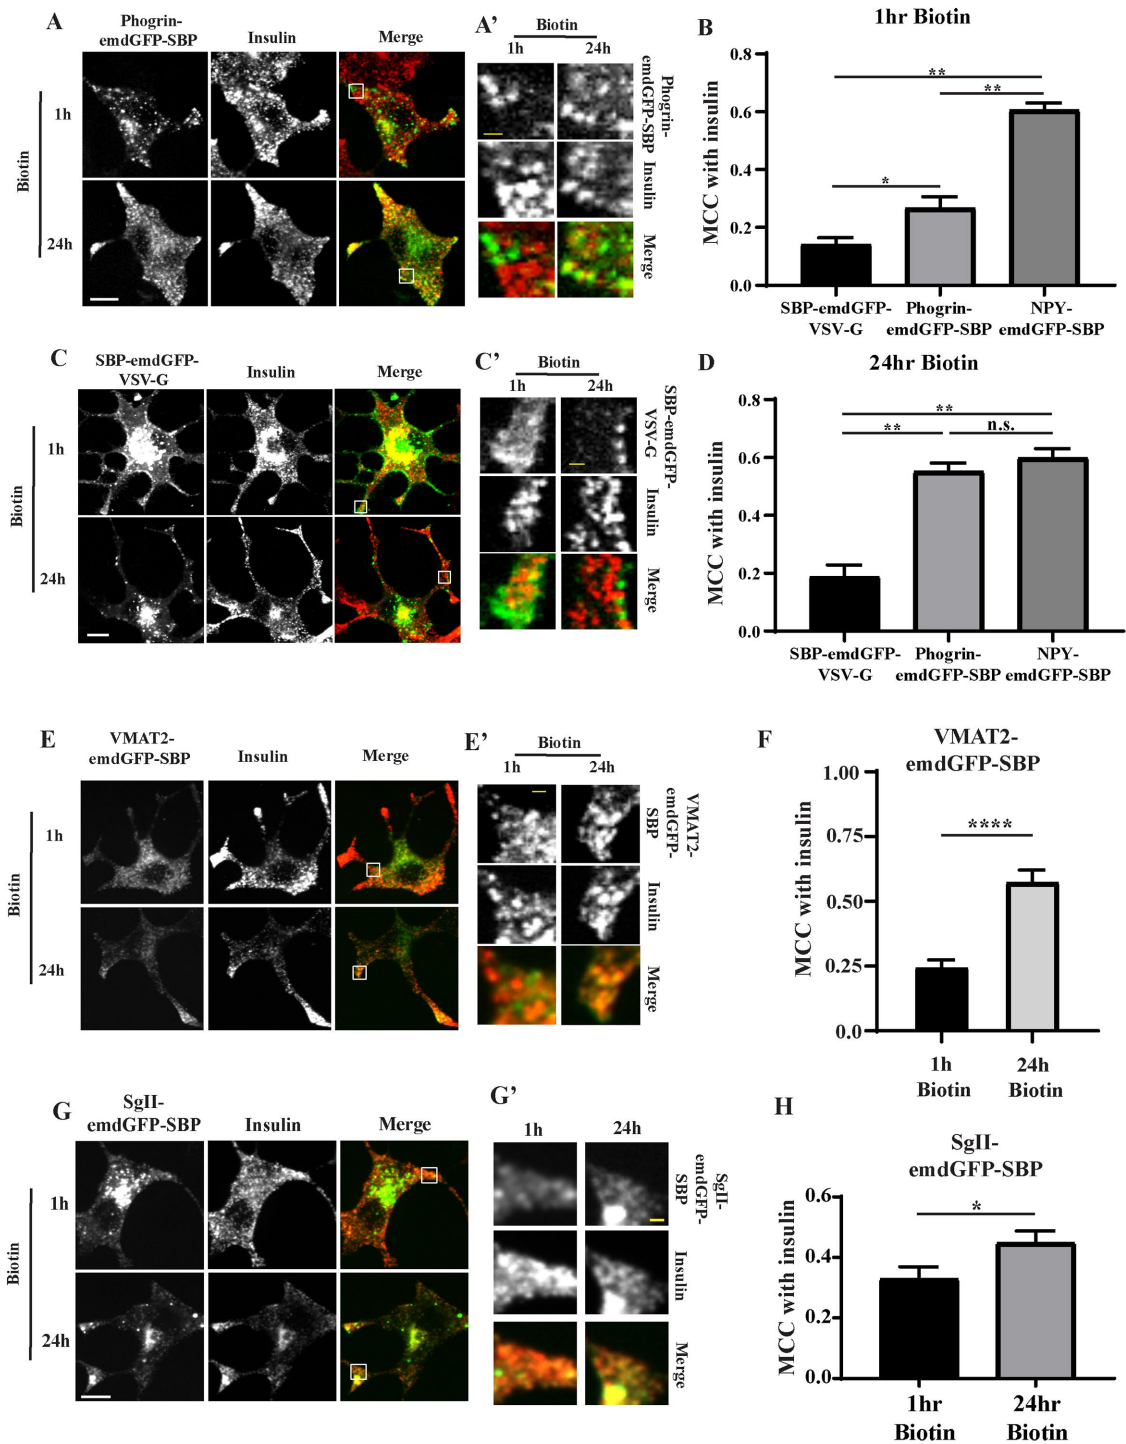 A
Phogrin-
emdGFP-SBP
Insulin
Merge
Biotin
1h
24h
A'
Biotin
1h
24h
Phogrin-
emdGFP-SBP
Insulin
Merge
B
1hr Biotin
MCC with insulin
0.8
0.6
0.4
0.2
0.0
**
**
*
SBP-emdGFP-
VSV-G
Phogrin-
emdGFP-SBP
NPY-
emdGFP-SBP
C
SBP-emdGFP-
VSV-G
Insulin
Merge
Biotin
1h
24h
C'
Biotin
1h
24h
SBP-emdGFP-
VSV-G
Insulin
Merge
D
24hr Biotin
MCC with insulin
0.8
0.6
0.4
0.2
0.0
**
**
n.s.
SBP-emdGFP-
VSV-G
Phogrin-
emdGFP-SBP
NPY-
emdGFP-SBP
E
VMAT2-
emdGFP-SBP
Insulin
Merge
Biotin
1h
24h
E'
Biotin
1h
24h
VMAT2-
emdGFP-
SBP
Insulin
Merge
F
VMAT2-
emdGFP-SBP
MCC with insulin
1.00
0.75
0.50
0.25
0.0
****
1h
Biotin
24h
Biotin
G
SgII-
emdGFP-SBP
Insulin
Merge
Biotin
1h
24h
G'
1h
24h
SgII-
emdGFP-
SBP
Insulin
Merge
H
SgII-
emdGFP-SBP
MCC with insulin
0.6
0.4
0.2
0.0
*
1hr
Biotin
24hr
Biotin